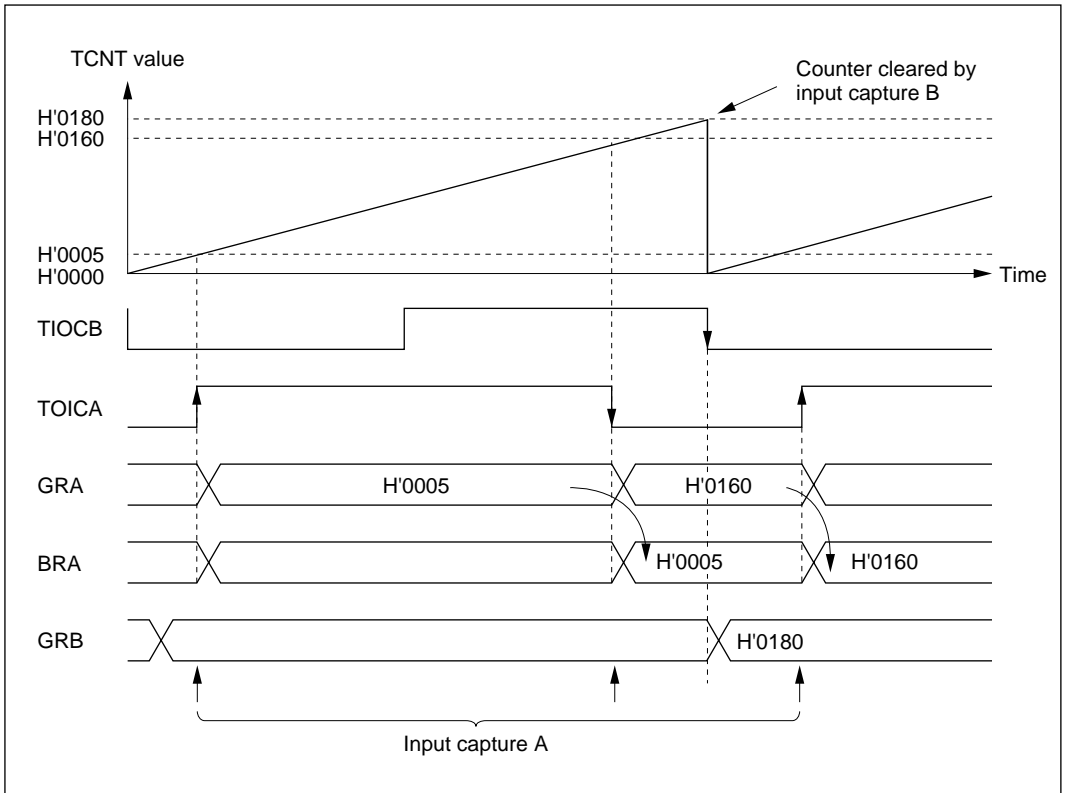 TCNT value
Counter cleared by
input capture B
H'0180
H'0160
H'0005
H'0000
Time
TIOCB
TOICA
GRA
H'0005
H'0160
BRA
H'0005
H'0160
GRB
H'0180
Input capture A